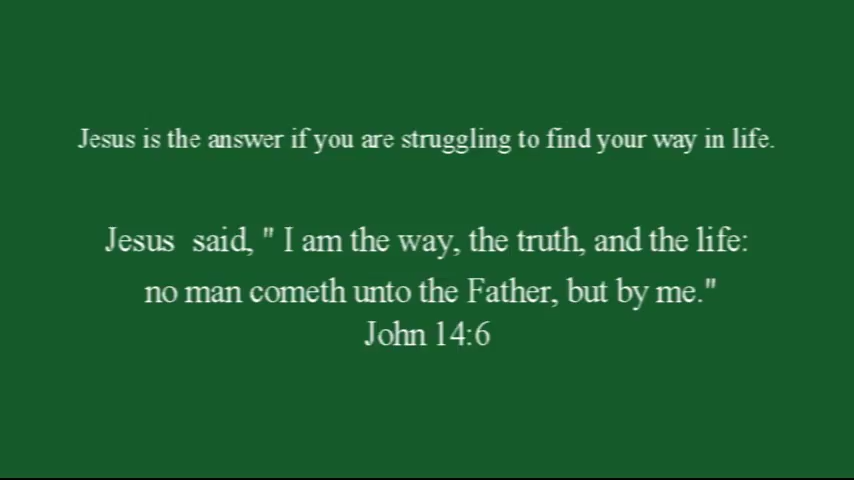 Jesus is the answer if you are struggling to find your way in life.
Jesus  said, " I am the way, the truth, and the life:
no man cometh unto the Father, but by me."
John 14:6